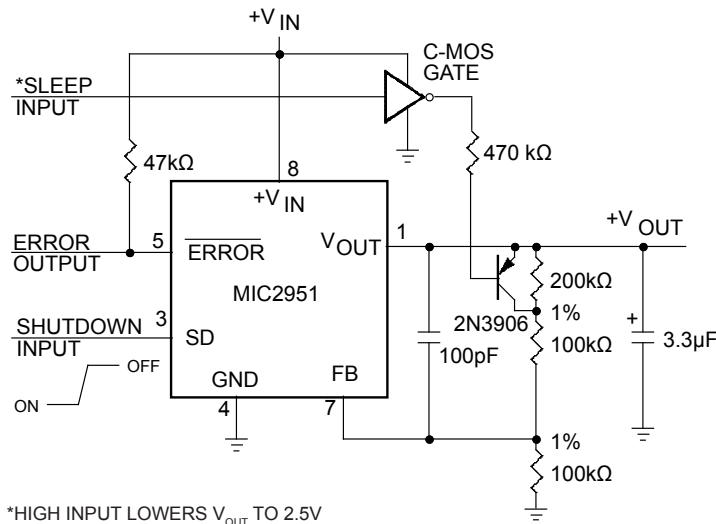 +V IN
C-MOS
GATE
*SLEEP
INPUT
47kΩ
470 kΩ
8
+V IN
ERROR
OUTPUT
5
ERROR
V OUT
1
+V OUT
MIC2951
200kΩ
SHUTDOWN
INPUT
3
SD
2N3906
1%
100kΩ
100pF
+
3.3µF
OFF
ON
GND
FB
4
7
1%
100kΩ
*HIGH INPUT LOWERS VOUT TO 2.5V